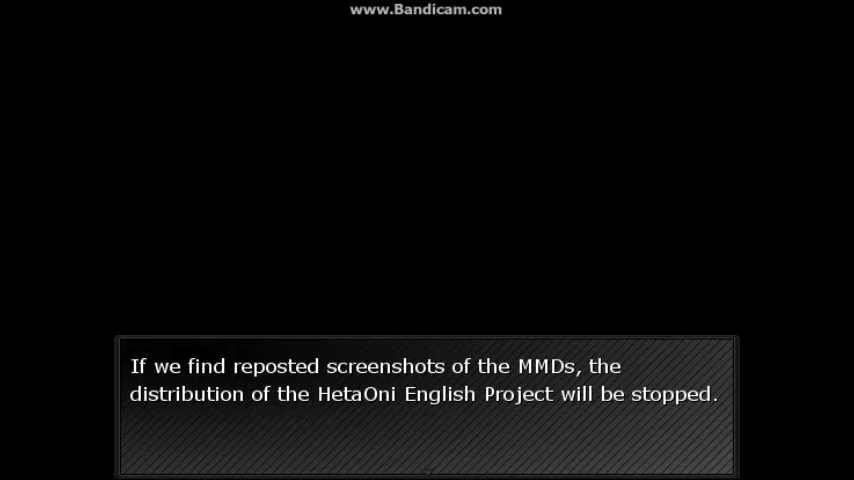 www.Bandicam.com
If we find reposted screenshots of the MMDs, the
distribution of the HetaOni English Project will be stopped.